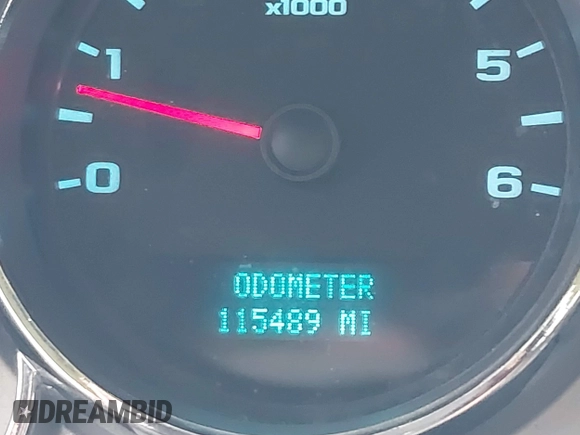 x1000
1
5
0
6
ODOMETER
115489 MI
DREAMBID